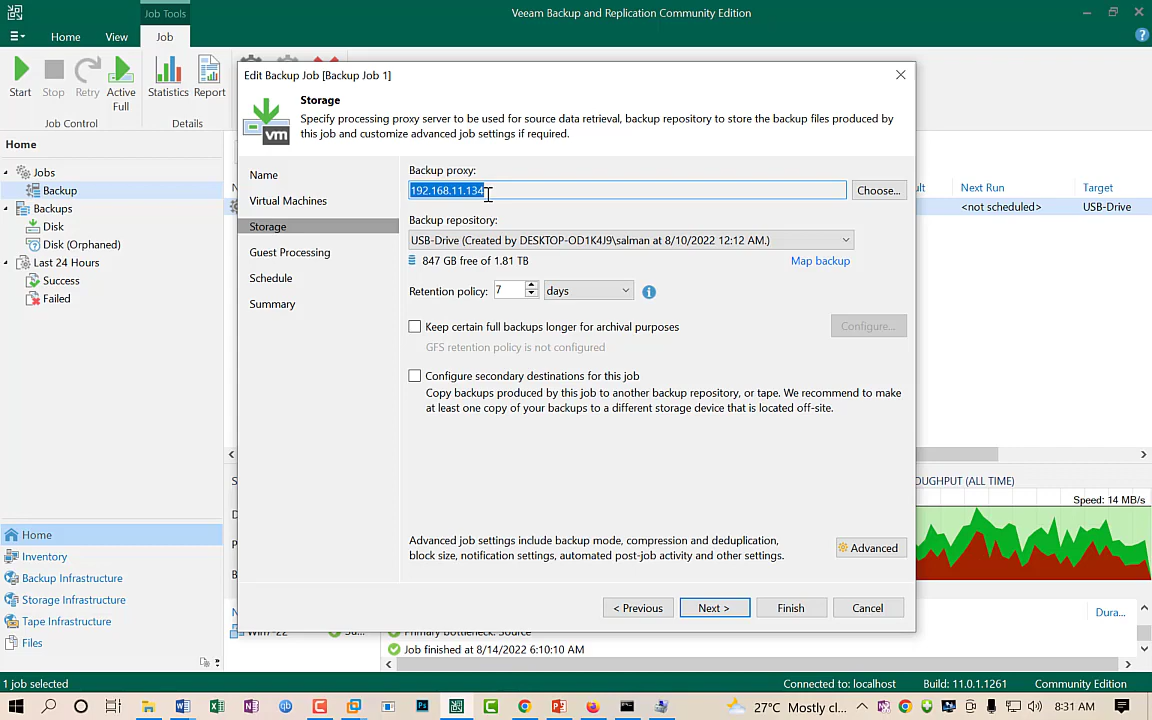 Job Tools
Veeam Backup and Replication Community Edition
Home
View
Job
Start
Stop
Retry
Active
Full
Statistics
Report
Job Control
Details
Home
Jobs
Backup
Backups
Disk
Disk (Orphaned)
Last 24 Hours
Success
Failed
Home
Inventory
Backup Infrastructure
Storage Infrastructure
Tape Infrastructure
Files
Edit Backup Job [Backup Job 1]
vm
Storage
Specify processing proxy server to be used for source data retrieval, backup repository to store the backup files produced by
this job and customize advanced job settings if required.
Name
Virtual Machines
Storage
Guest Processing
Schedule
Summary
Backup proxy:
192.168.11.134
Choose...
Backup repository:
USB-Drive (Created by DESKTOP-OD1K4J9\salman at 8/10/2022 12:12 AM.)
847 GB free of 1.81 TB
Map backup
Retention policy:
7
days
Keep certain full backups longer for archival purposes
Configure...
GFS retention policy is not configured
Configure secondary destinations for this job
Copy backups produced by this job to another backup repository, or tape. We recommend to make
at least one copy of your backups to a different storage device that is located off-site.
Advanced job settings include backup mode, compression and deduplication,
block size, notification settings, automated post-job activity and other settings.
Advanced
< Previous
Next >
Finish
Cancel
Next Run
Target
<not scheduled>
USB-Drive
OUGHPUT (ALL TIME)
Speed: 14 MB/s
Dura...
Primary bottleneck: Source
Job finished at 8/14/2022 6:10:10 AM
1 job selected
Connected to: localhost
Build: 11.0.1.1261
Community Edition
27°C Mostly cl...
8:31 AM